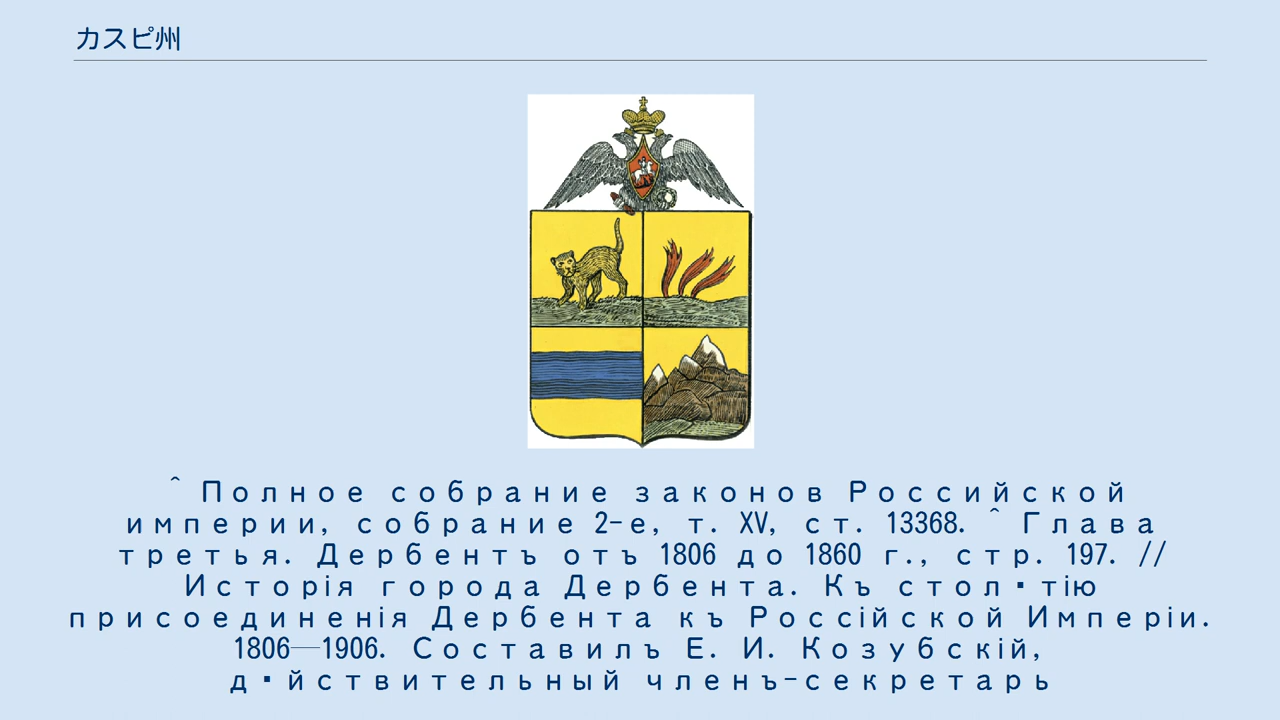 カスピ州
^ Полное собрание законов Российской
империи, собрание 2-е, т. XV, ст. 13368. ^ Глава
третья. Дербентъ отъ 1806 до 1860 г., стр. 197. //
Исторія города Дербента. Къ стол▪тію
присоединенія Дербента къ Россійской Имперіи.
1806—1906. Составилъ Е. И. Козубскій,
д▪йствительный членъ-секретарь